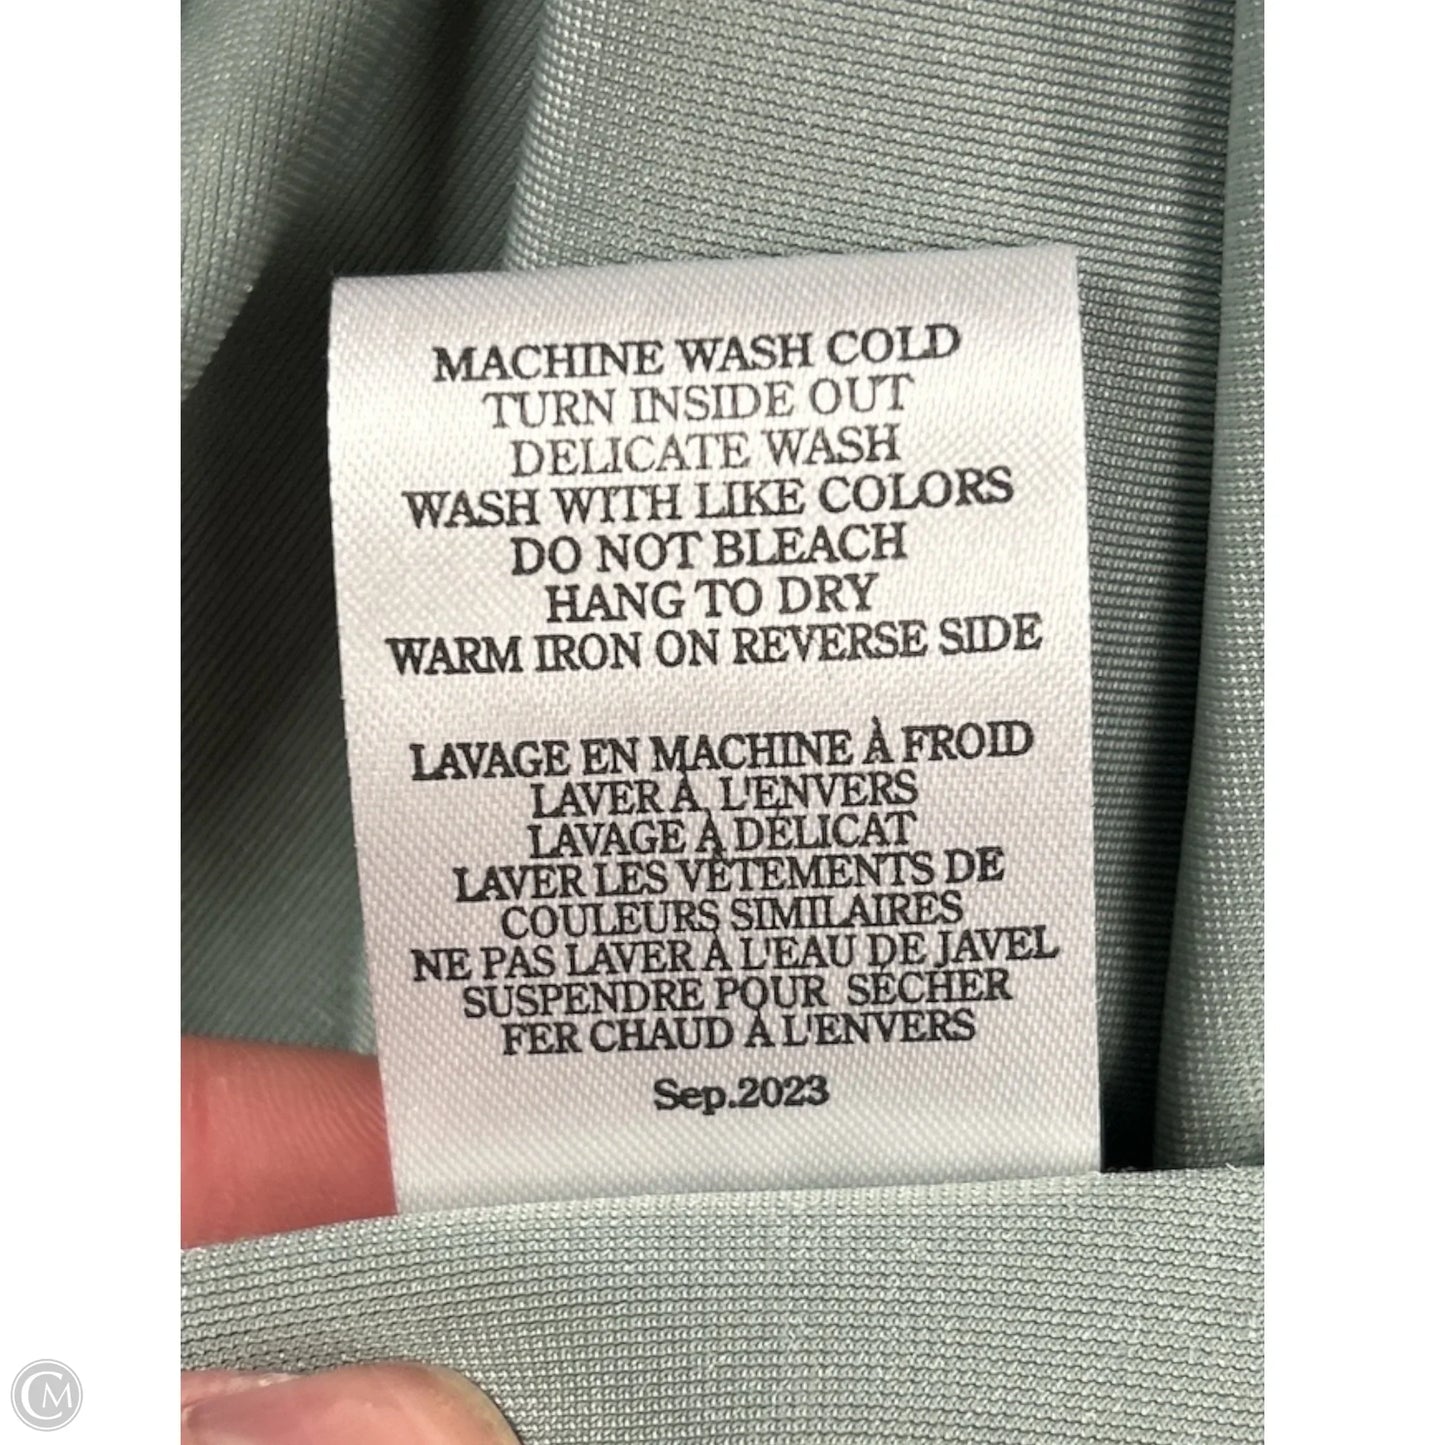 MACHINE WASH COLD
TURN INSIDE OUT
DELICATE WASH
WASH WITH LIKE COLORS
DO NOT BLEACH
HANG TO DRY
WARM IRON ON REVERSE SIDE
LAVAGE EN MACHINE À FROID
LAVER À L'ENVERS
LAVAGE À DÉLICAT
LAVER LES VÊTEMENTS DE
COULEURS SIMILAIRES
NE PAS LAVER À L'EAU DE JAVEL
SUSPENDRE POUR SECHER
FER CHAUD À L'ENVERS
Sep.2023
CM